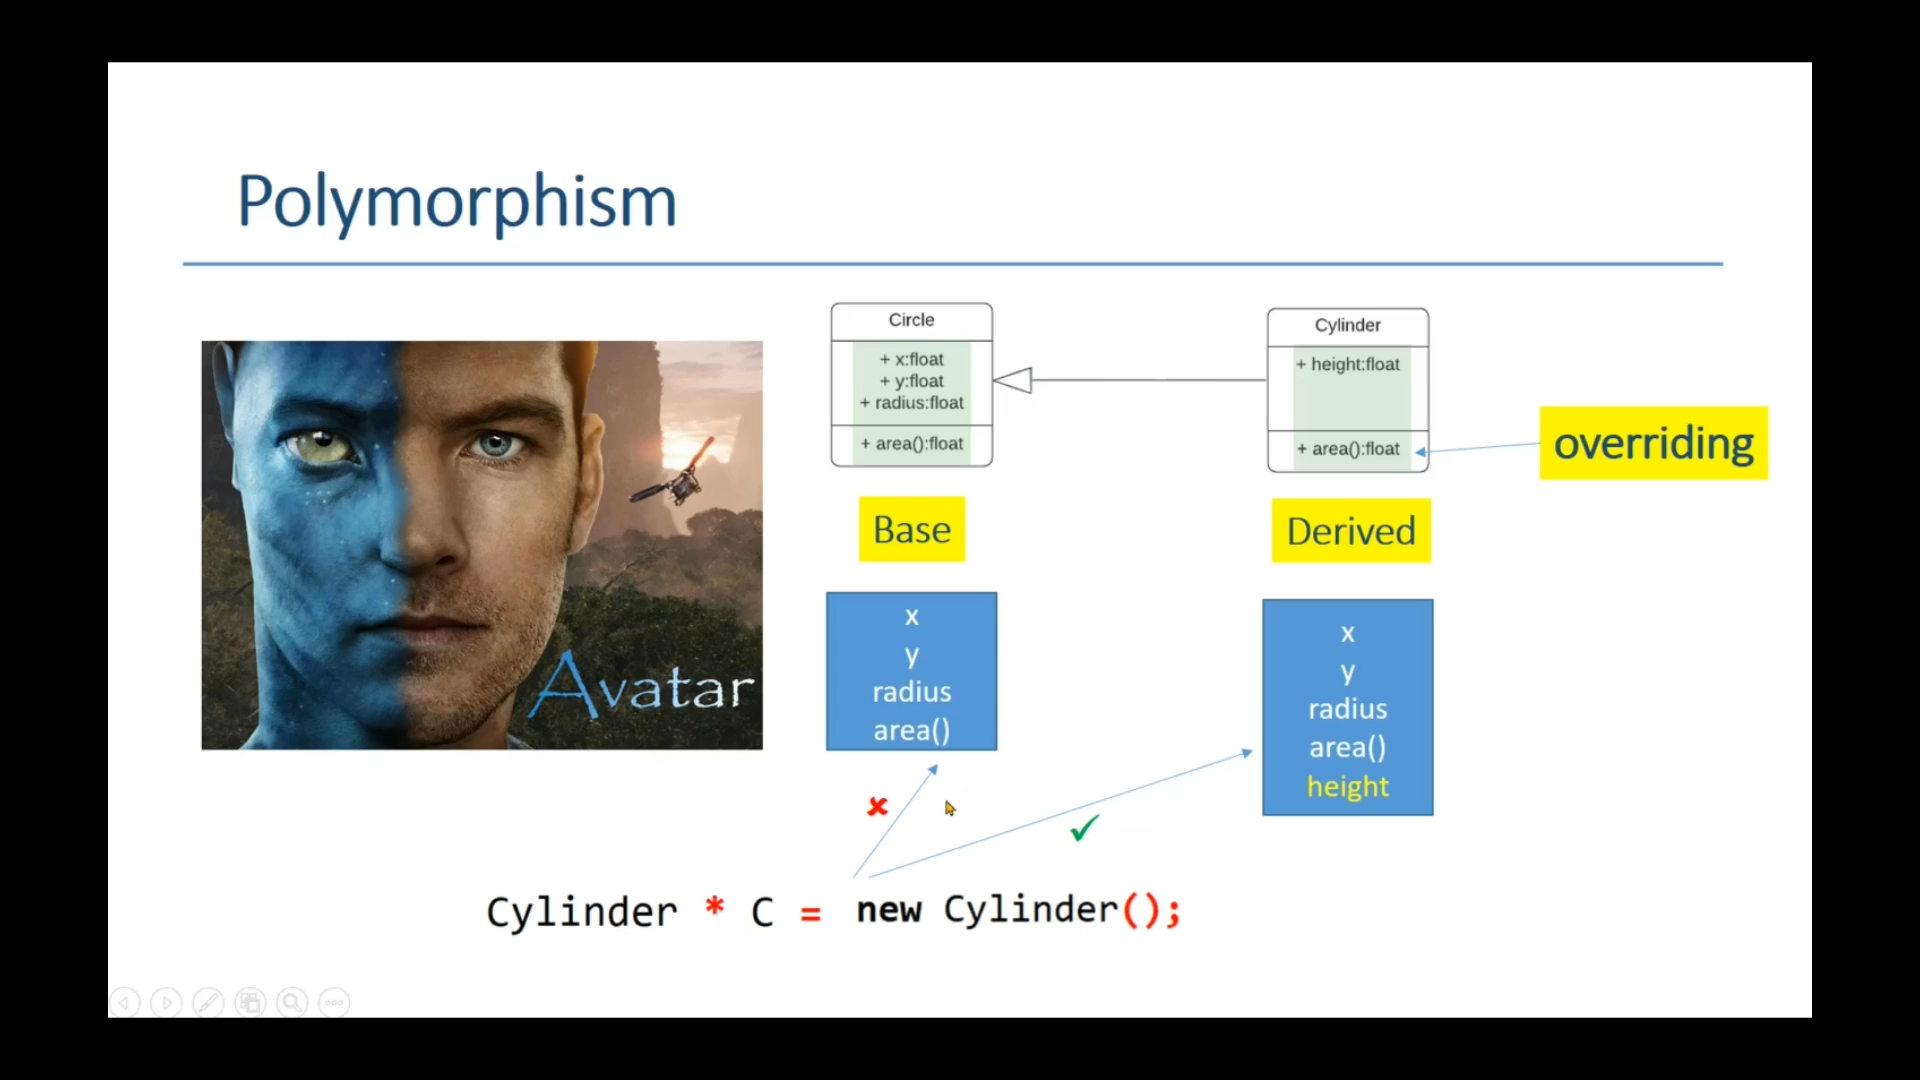 Polymorphism
Avatar
Circle
+ x:float
+ y:float
+ radius:float
+ area():float
Cylinder
+ height:float
+ area():float
overriding
Base
Derived
x
y
radius
area()
x
y
radius
area()
height
Cylinder * C = new Cylinder();